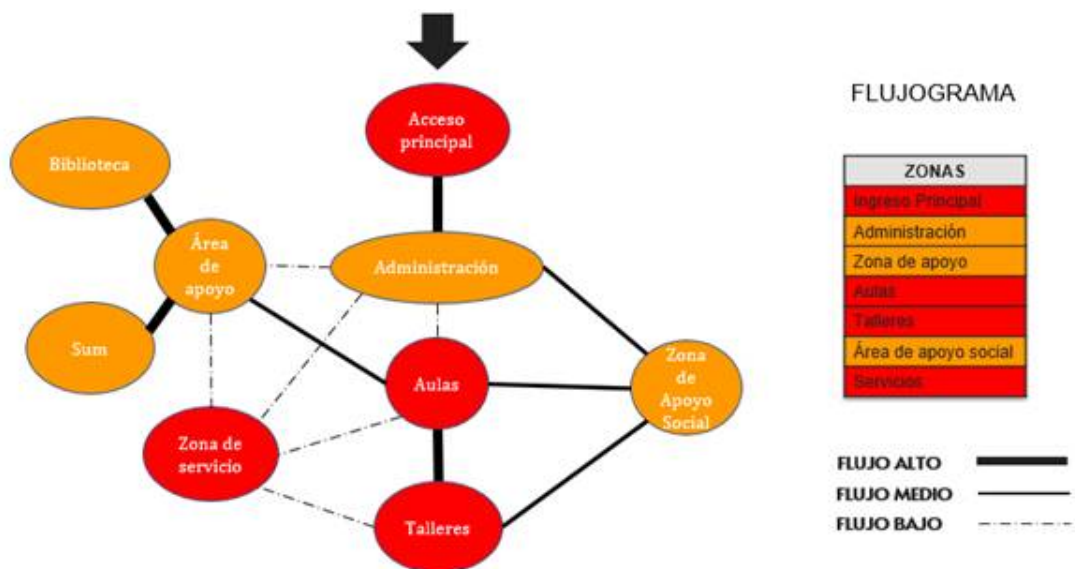 FLUJOGRAMA
Acceso
principal
Biblioteca
Área
de
apoyo
Administración
Sum
Aulas
Zona
de
Apoyo
Social
Zona de
servicio
Talleres
ZONAS
Ingreso Principal
Administración
Zona de apoyo
Aulas
Talleres
Área de apoyo social
Servicios
FLUJO ALTO
FLUJO MEDIO
FLUJO BAJO